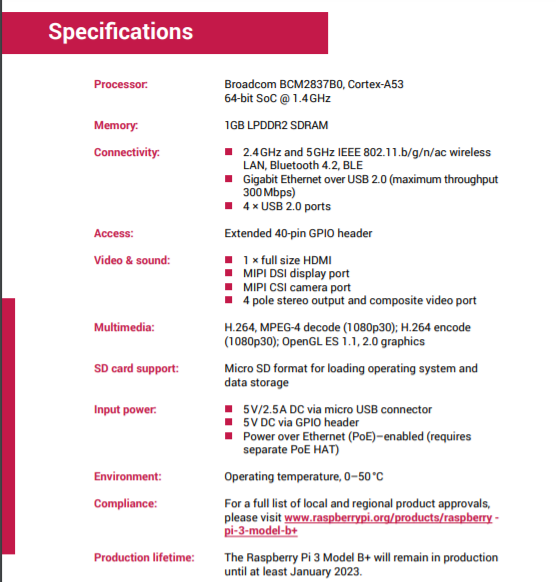 Specifications
Processor: Broadcom BCM2837B0, Cortex-A53
64-bit SoC @ 1.4GHz
Memory: 1GB LPDDR2 SDRAM
Connectivity: ■ 2.4GHz and 5GHz IEEE 802.11.b/g/n/ac wireless
LAN, Bluetooth 4.2, BLE
■ Gigabit Ethernet over USB 2.0 (maximum throughput
300Mbps)
■ 4 × USB 2.0 ports
Access: Extended 40-pin GPIO header
Video & sound: ■ 1 × full size HDMI
■ MIPI DSI display port
■ MIPI CSI camera port
■ 4 pole stereo output and composite video port
Multimedia: H.264, MPEG-4 decode (1080p30); H.264 encode
(1080p30); OpenGL ES 1.1, 2.0 graphics
SD card support: Micro SD format for loading operating system and
data storage
Input power: ■ 5V/2.5A DC via micro USB connector
■ 5V DC via GPIO header
■ Power over Ethernet (PoE)–enabled (requires
separate PoE HAT)
Environment: Operating temperature, 0–50°C
Compliance: For a full list of local and regional product approvals,
please visit www.raspberrypi.org/products/raspberry -
pi-3-model-b+
Production lifetime: The Raspberry Pi 3 Model B+ will remain in production
until at least January 2023.